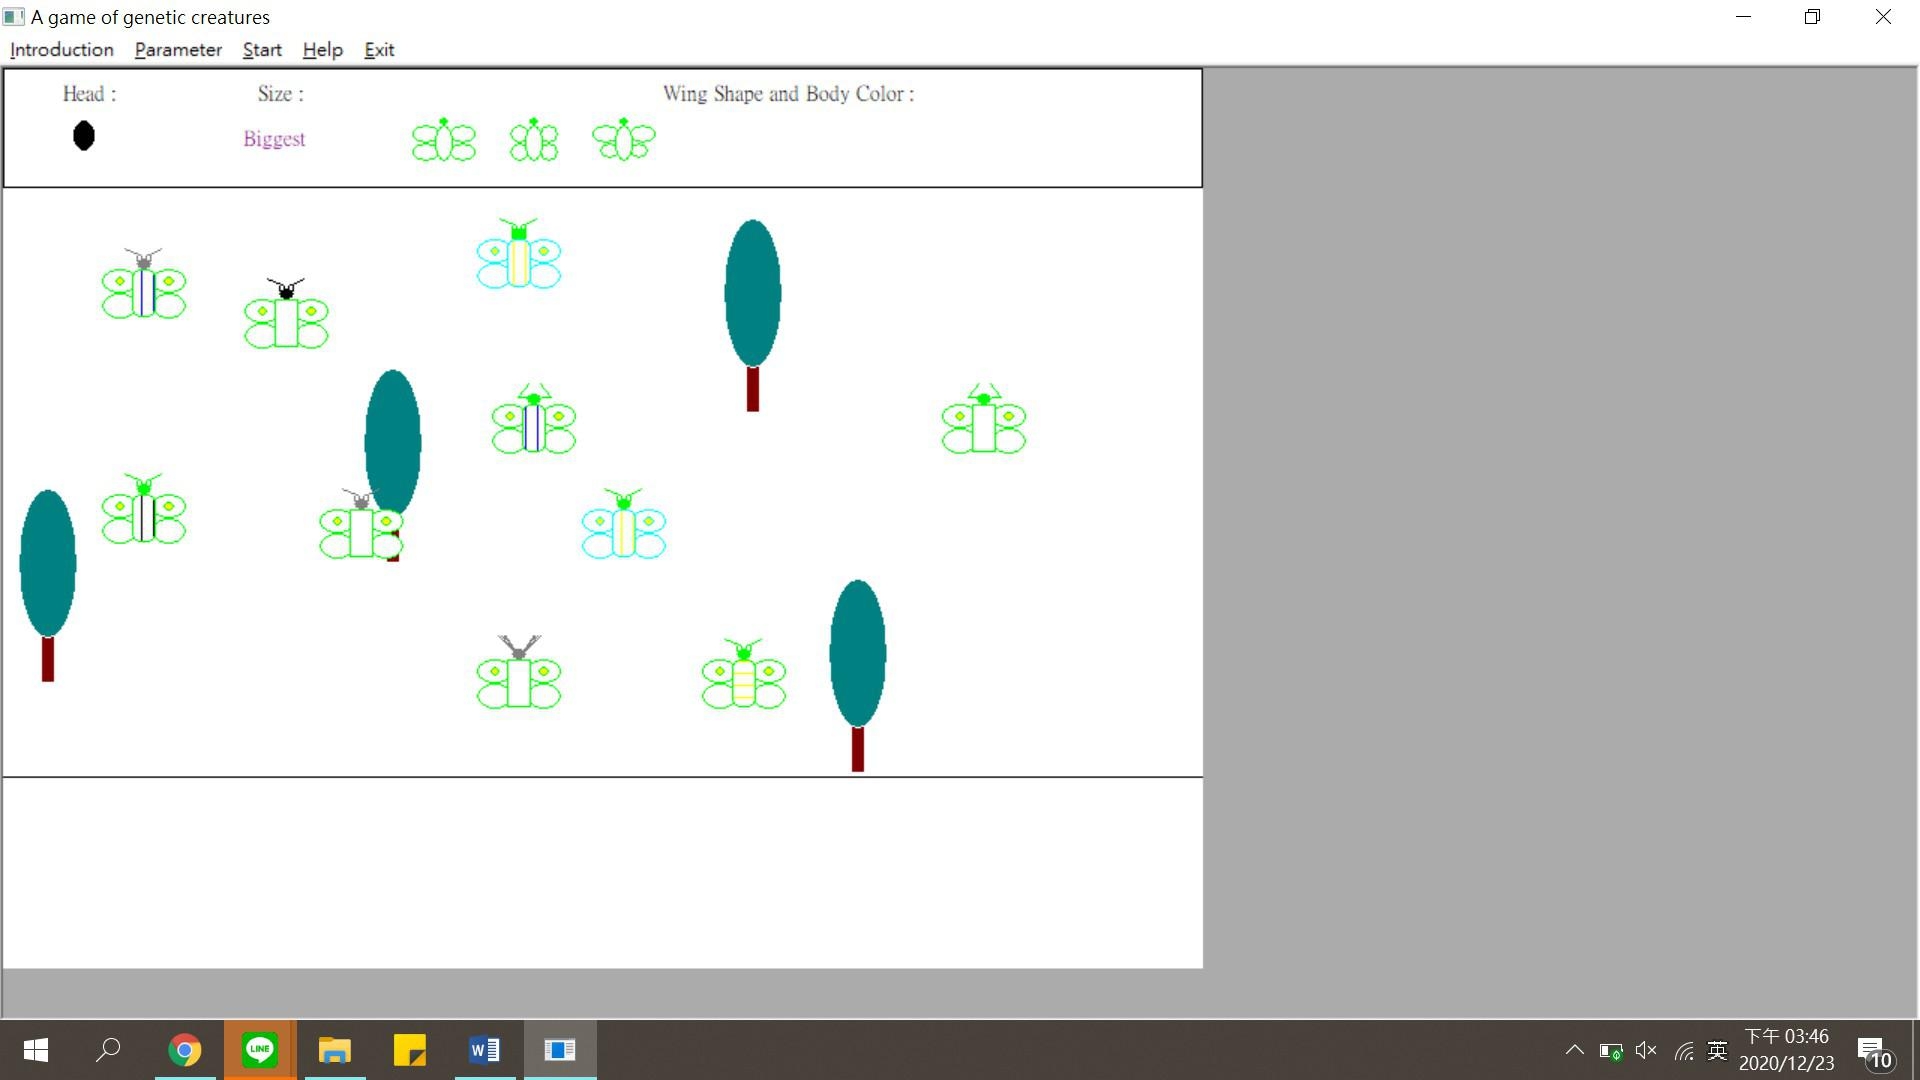 A game of genetic creatures
Introduction Parameter Start Help Exit
Head : Size : Wing Shape and Body Color :
Biggest
LINE
W
英
下午 03:46
2020/12/23
10